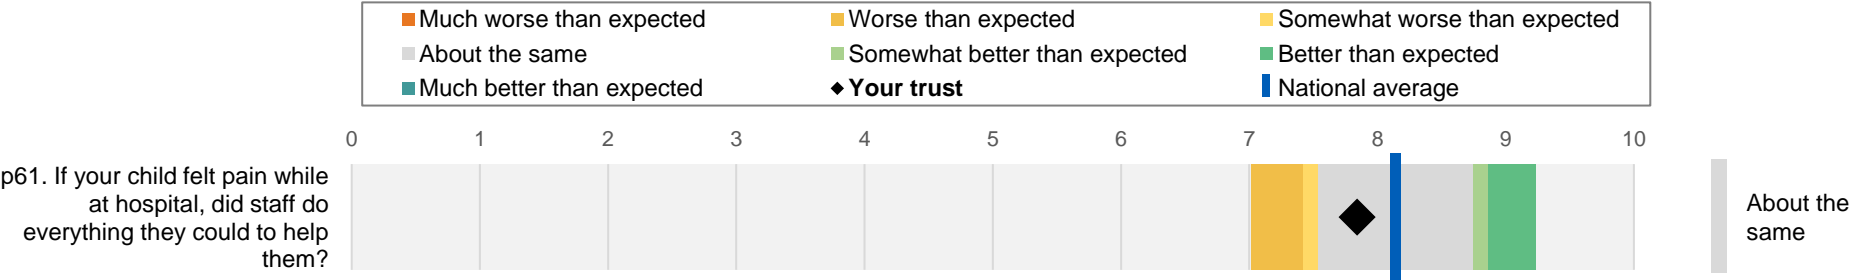 Much worse than expected
Worse than expected
Somewhat worse than expected
About the same
Somewhat better than expected
Better than expected
Much better than expected
Your trust
National average
0 1 2 3 4 5 6 7 8 9 10
p61. If your child felt pain while
at hospital, did staff do
everything they could to help
them?
About the
same